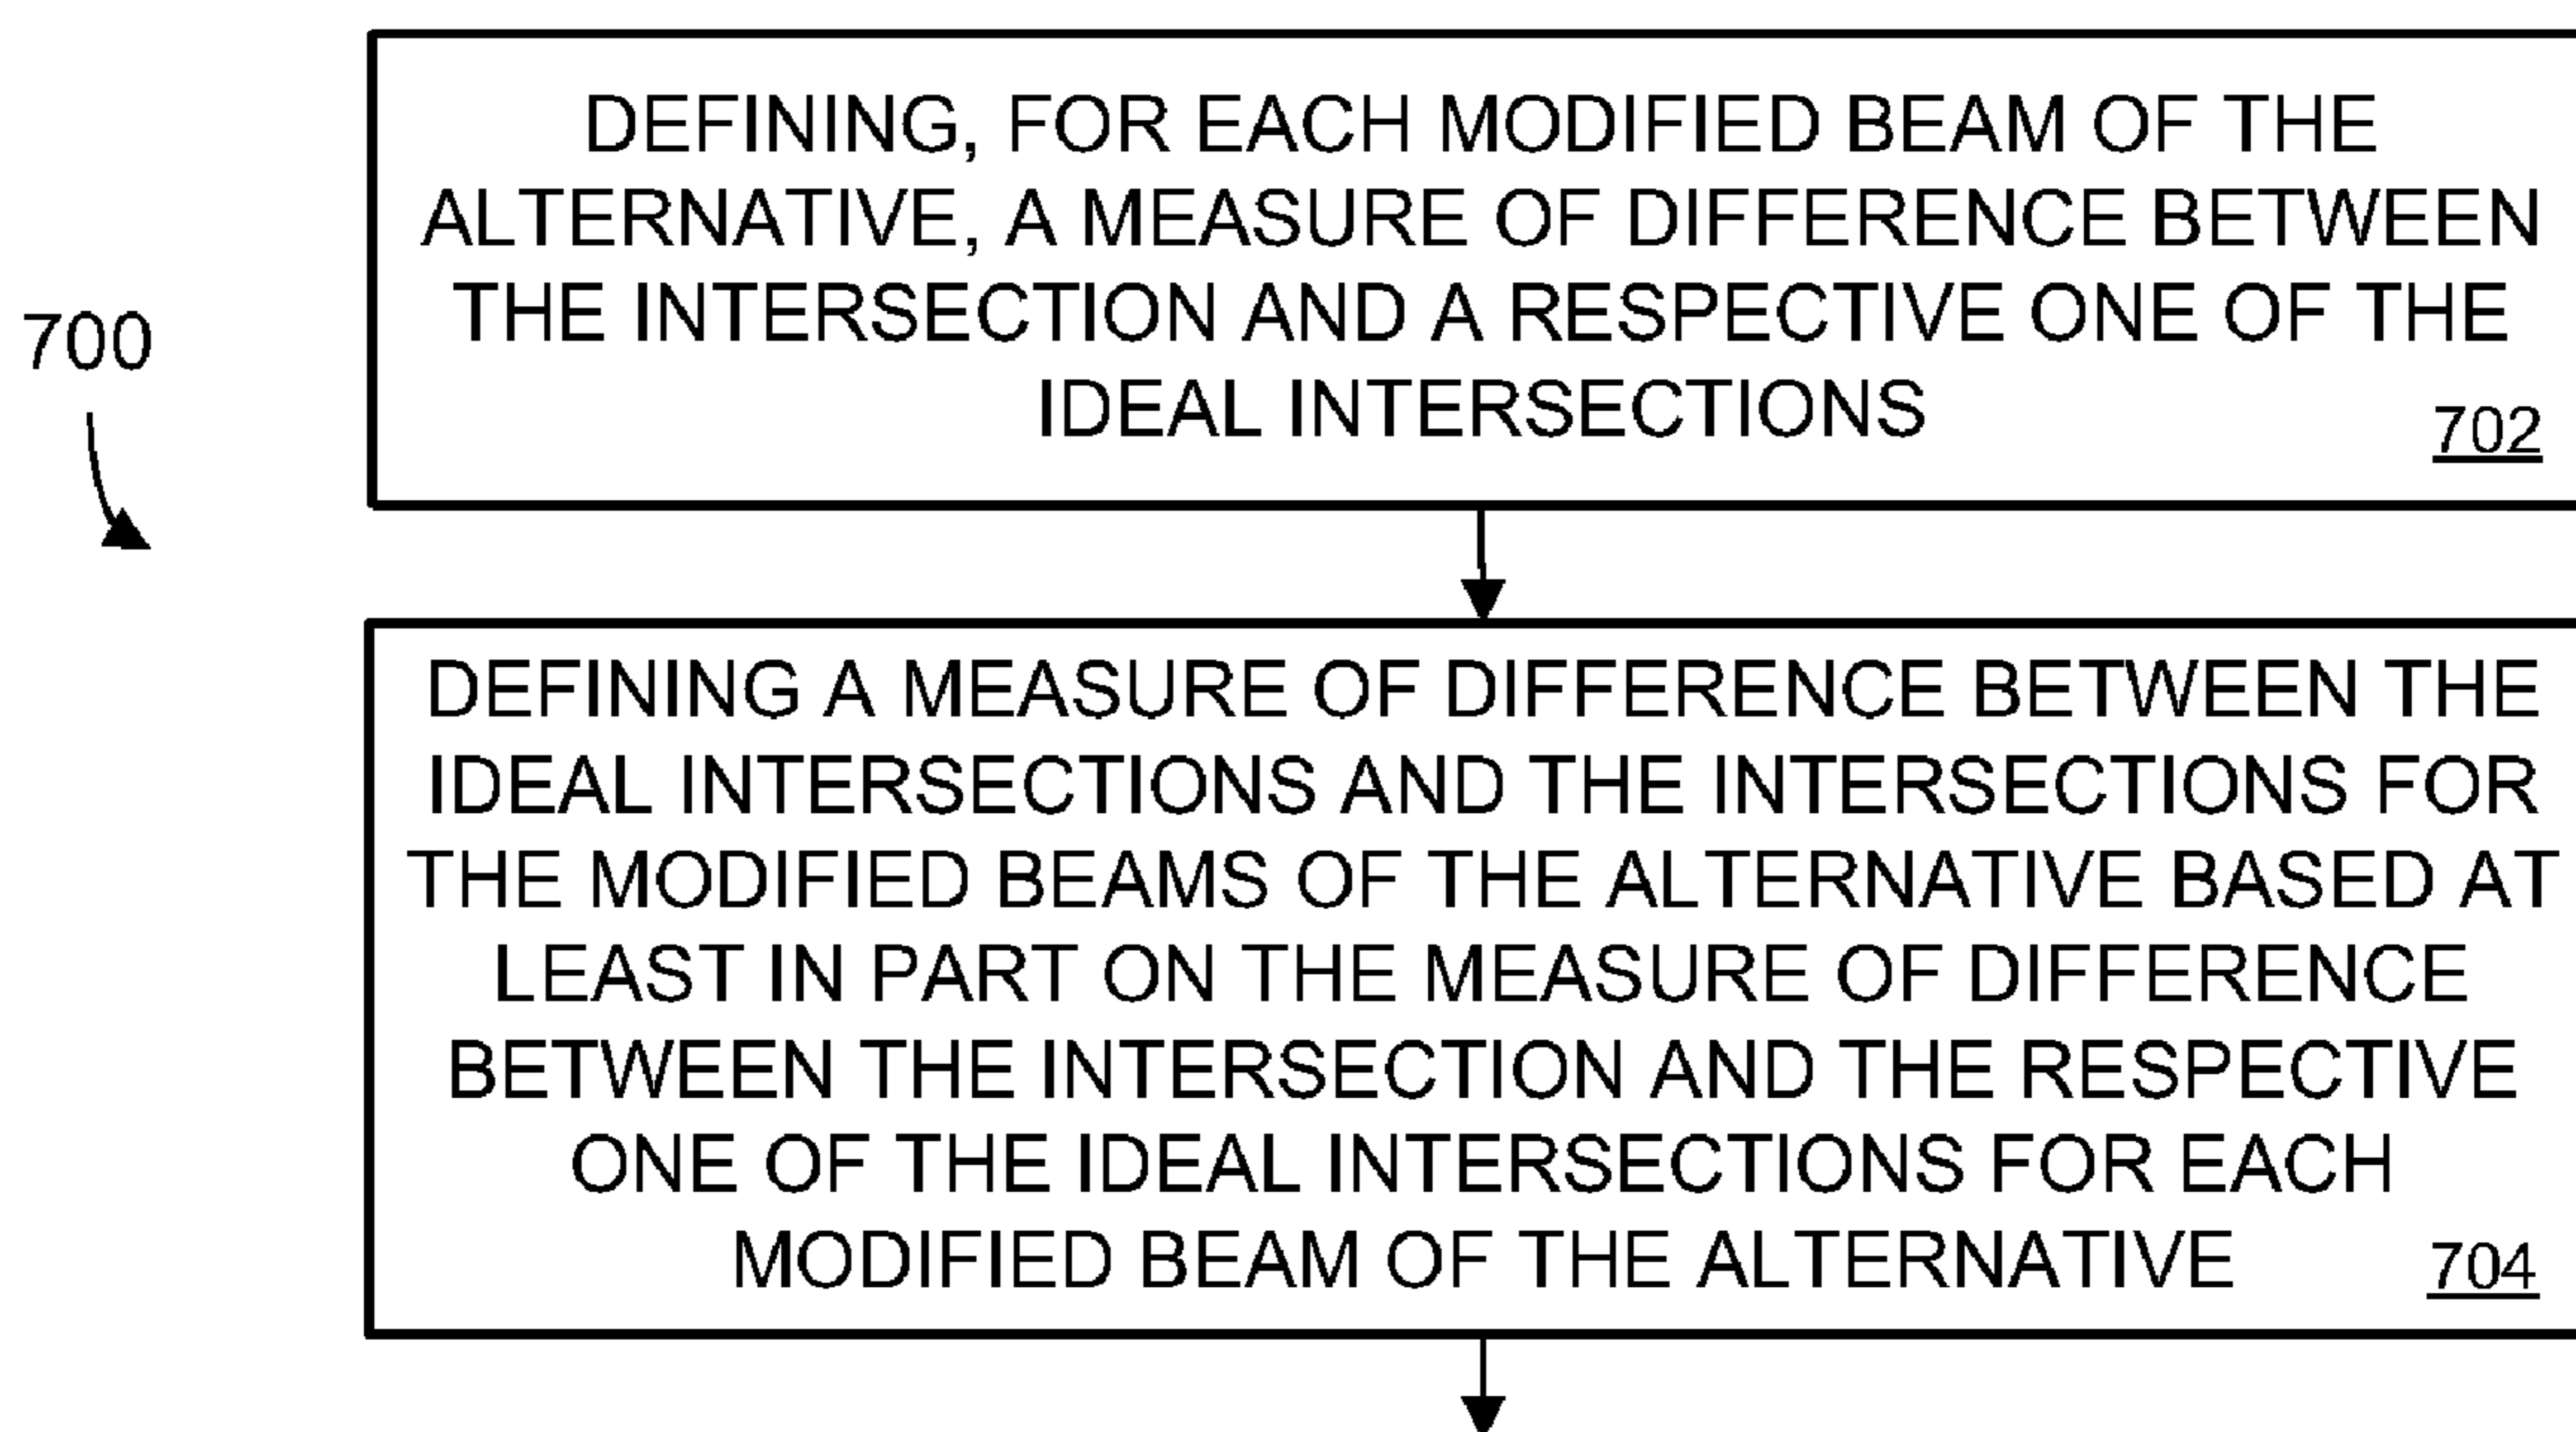 DEFINING, FOR EACH MODIFIED BEAM OF THE
ALTERNATIVE, A MEASURE OF DIFFERENCE BETWEEN
THE INTERSECTION AND A RESPECTIVE ONE OF THE
IDEAL INTERSECTIONS
702
700
DEFINING A MEASURE OF DIFFERENCE BETWEEN THE
IDEAL INTERSECTIONS AND THE INTERSECTIONS FOR
THE MODIFIED BEAMS OF THE ALTERNATIVE BASED AT
LEAST IN PART ON THE MEASURE OF DIFFERENCE
BETWEEN THE INTERSECTION AND THE RESPECTIVE
ONE OF THE IDEAL INTERSECTIONS FOR EACH
MODIFIED BEAM OF THE ALTERNATIVE
704